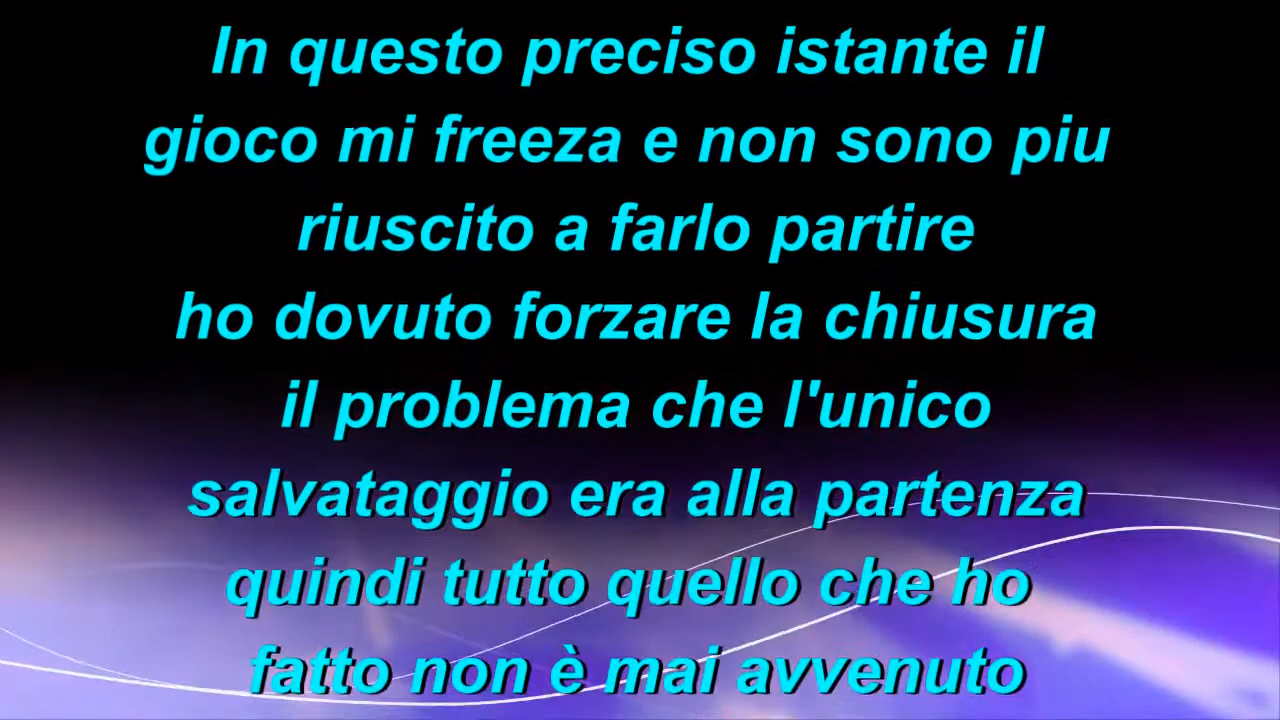 In questo preciso istante il
gioco mi freeza e non sono piu
riuscito a farlo partire
ho dovuto forzare la chiusura
il problema che l'unico
salvataggio era alla partenza
quindi tutto quello che ho
fatto non è mai avvenuto